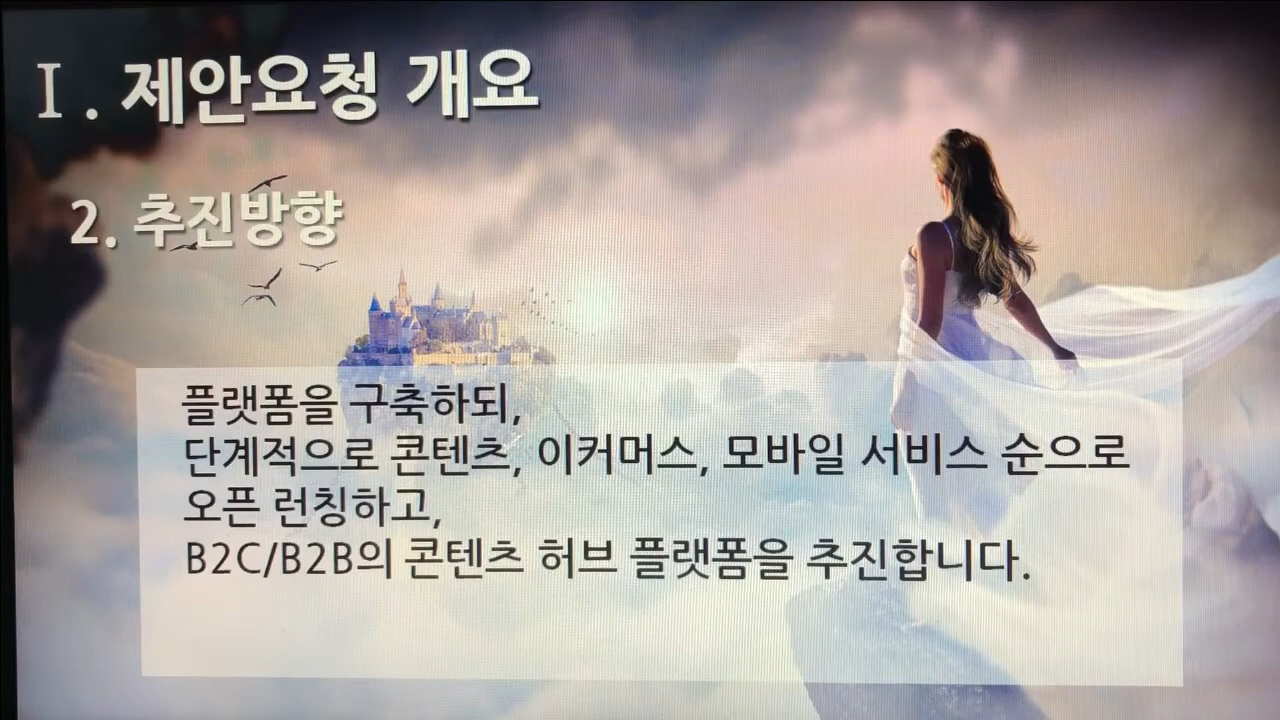 Ⅰ. 제안요청 개요
2. 추진방향
플랫폼을 구축하되,
단계적으로 콘텐츠, 이커머스, 모바일 서비스 순으로
오픈 런칭하고,
B2C/B2B의 콘텐츠 허브 플랫폼을 추진합니다.